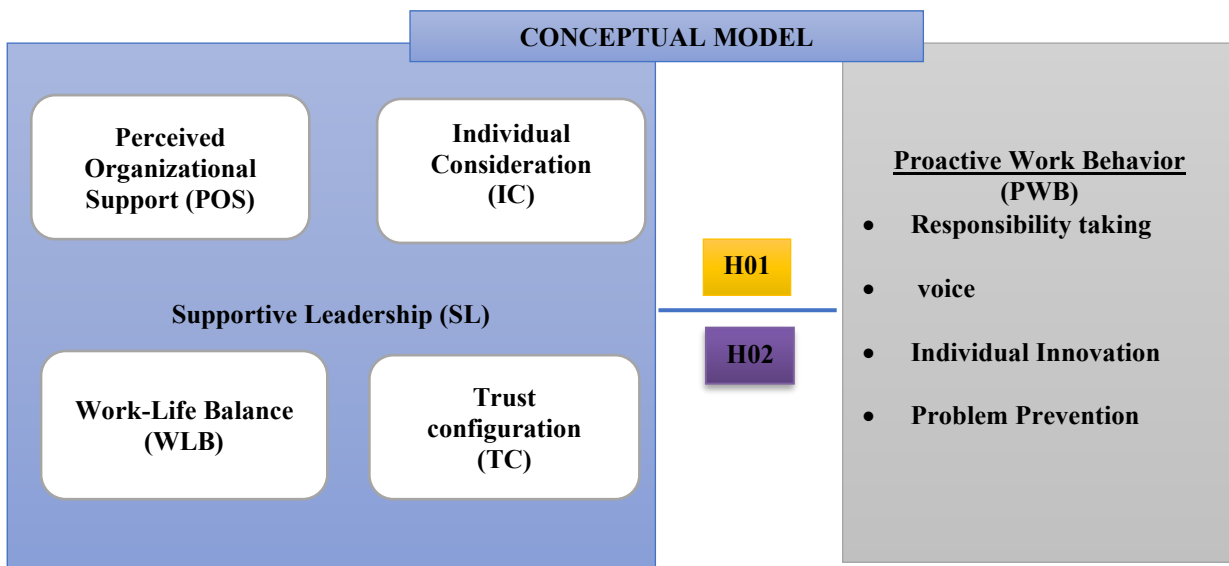 CONCEPTUAL MODEL
Perceived
Organizational
Support (POS)
Individual
Consideration
(IC)
Supportive Leadership (SL)
Work-Life Balance
(WLB)
Trust
configuration
(TC)
H01
H02
Proactive Work Behavior
(PWB)
• Responsibility taking
• voice
• Individual Innovation
• Problem Prevention